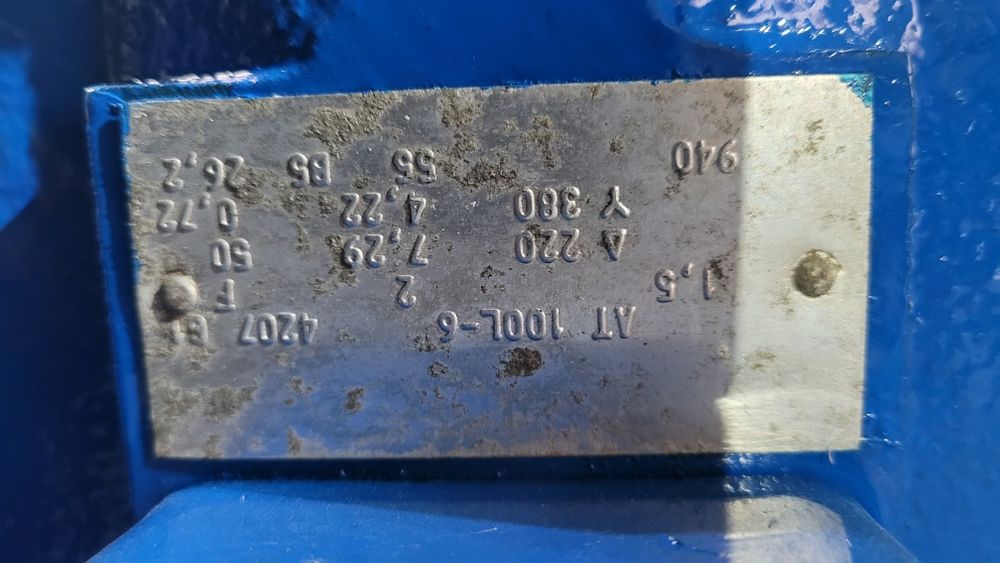 AT 100L-6 4207
1,5 2 F
Δ 220 7,29 50
Y 380 4,22 0,72
940 55 B5 26,2